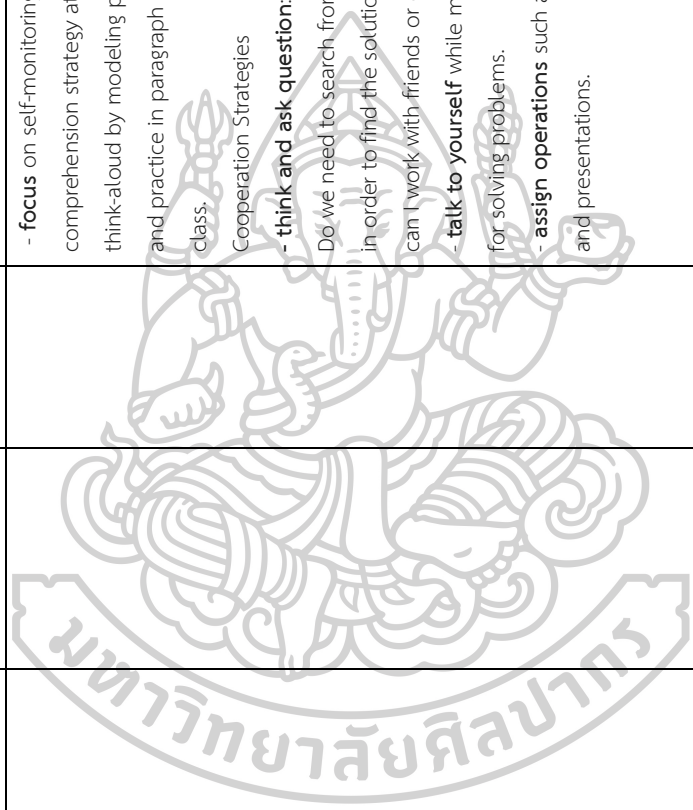 - focus on self-monitoring
comprehension strategy at
think-aloud by modeling p
and practice in paragraph
class.
Cooperation Strategies
- think and ask question:
Do we need to search from
in order to find the solutio
can I work with friends or
- talk to yourself while m
for solving problems.
- assign operations such a
and presentations.
มหาวิทยาลัยศิลปากร